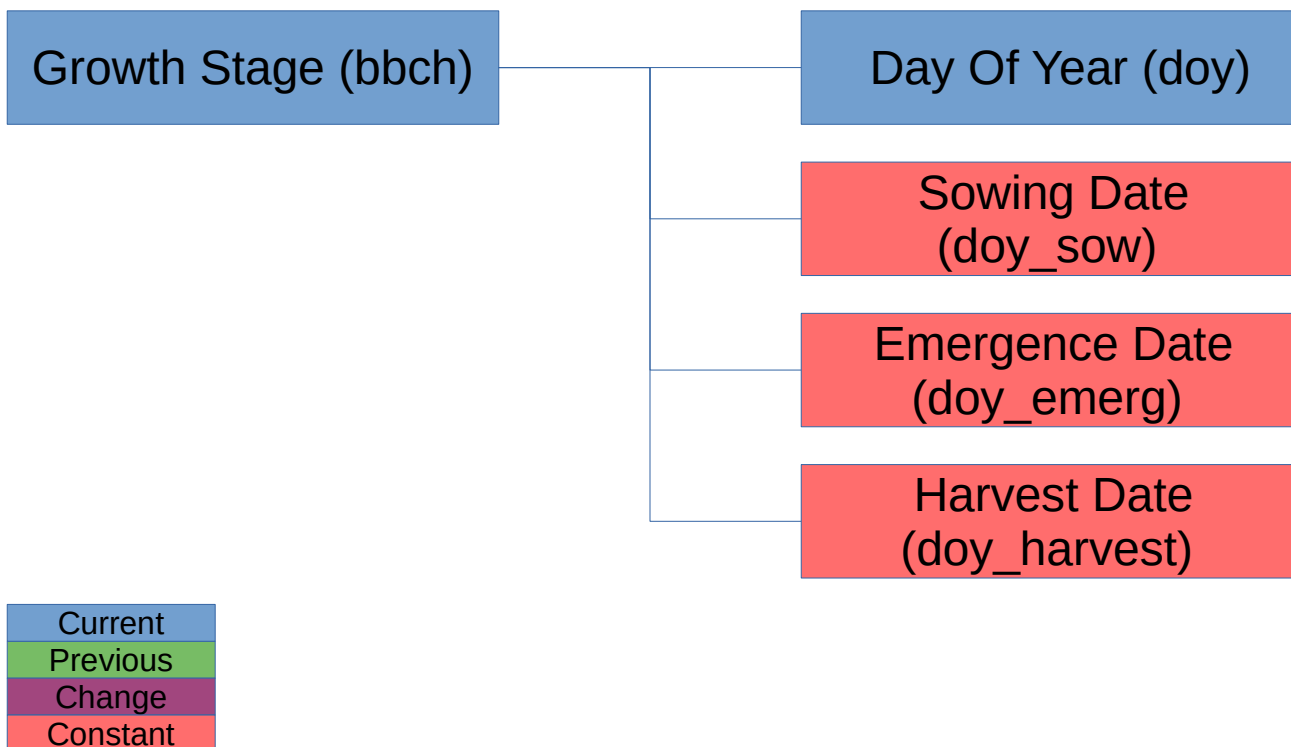 Growth Stage (bbch)
Day Of Year (doy)
Sowing Date
(doy_sow)
Emergence Date
(doy_emerg)
Harvest Date
(doy_harvest)
Current
Previous
Change
Constant